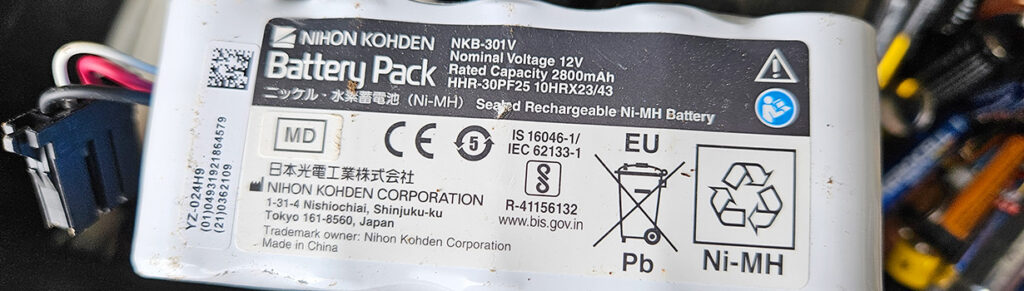 NIHON KOHDEN
Battery Pack
NKB-301V
Nominal Voltage 12V
Rated Capacity 2800mAh
HHR-30PF25 10HRX23/43
ニッケル・水素蓄電池 (Ni-MH) Sealed Rechargeable Ni-MH Battery
YZ-024H9
(01)04931921864579
(21)0362109
MD
CE
5
IS 16046-1/
IEC 62133-1
R-41156132
www.bis.gov.in
EU
Pb
Ni-MH
日本光電工業株式会社
NIHON KOHDEN CORPORATION
1-31-4 Nishiochiai, Shinjuku-ku
Tokyo 161-8560, Japan
Trademark owner: Nihon Kohden Corporation
Made in China